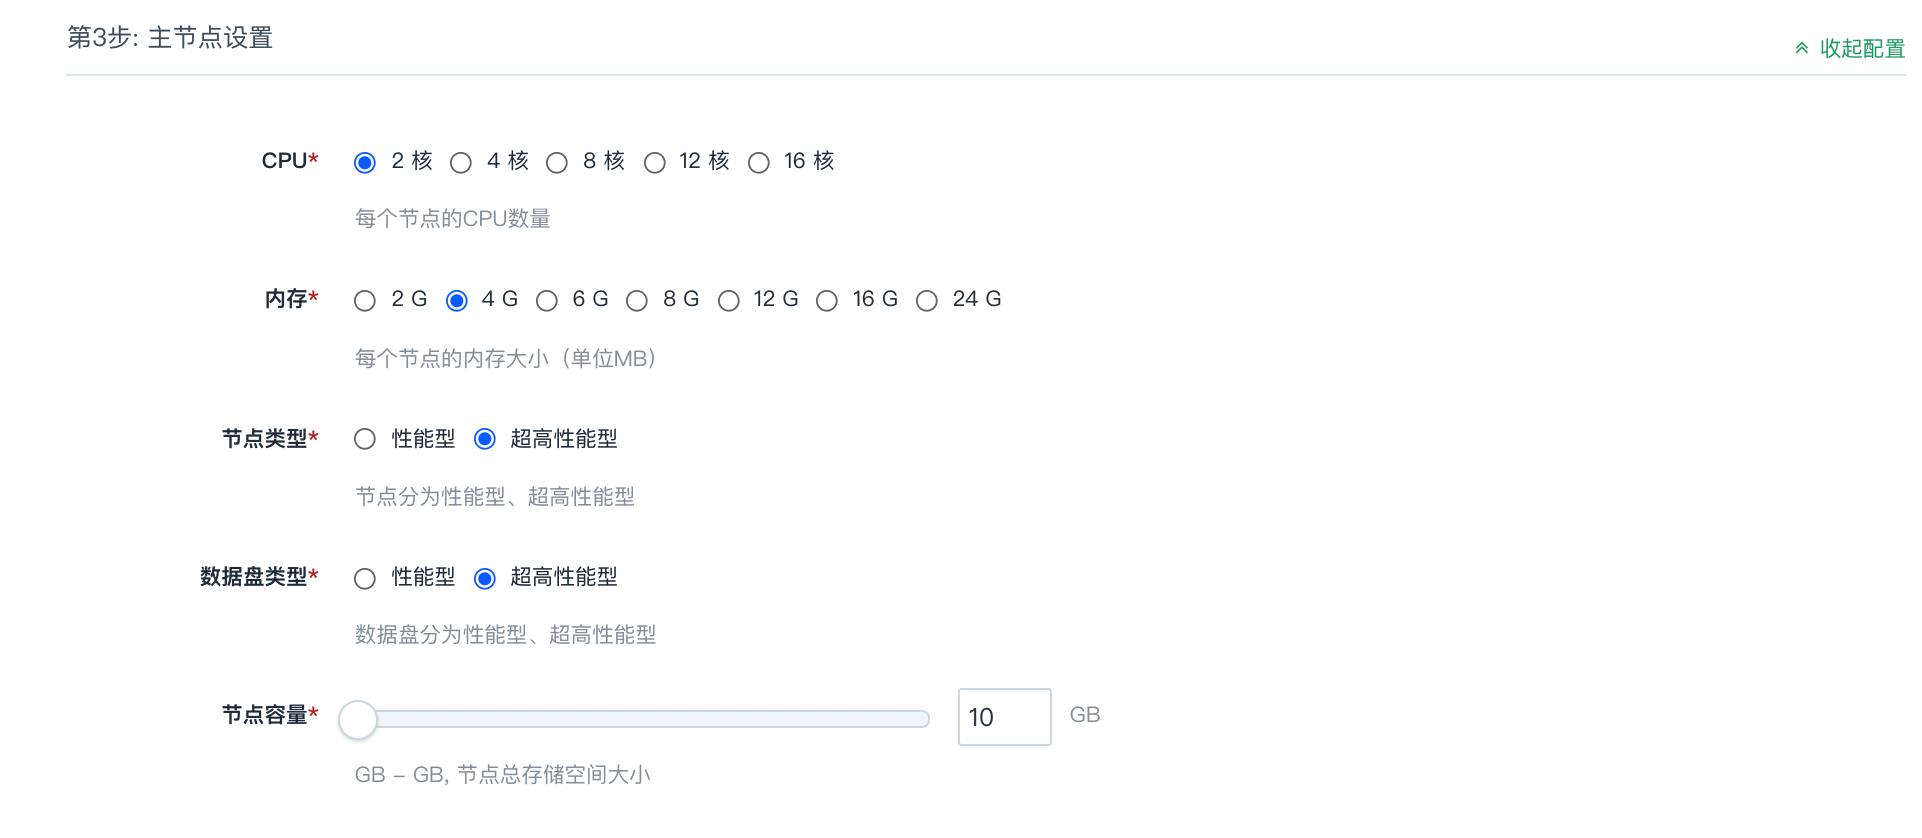 第3步: 主节点设置
收起配置
CPU* 2 核 4 核 8 核 12 核 16 核
每个节点的CPU数量
内存* 2 G 4 G 6 G 8 G 12 G 16 G 24 G
每个节点的内存大小（单位MB）
节点类型* 性能型 超高性能型
节点分为性能型、超高性能型
数据盘类型* 性能型 超高性能型
数据盘分为性能型、超高性能型
节点容量* 10 GB
GB – GB, 节点总存储空间大小